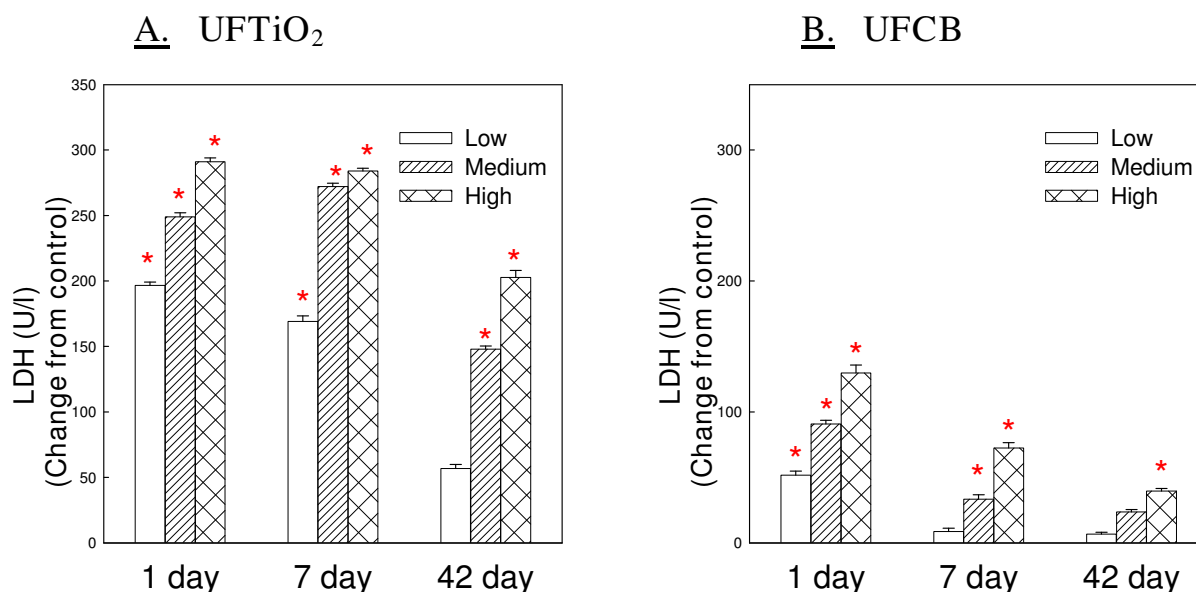 A. UFTiO₂
LDH (U/l)
(Change from control)
350
300
250
200
150
100
50
0
Low
Medium
High
*
*
*
*
*
*
*
*
1 day
7 day
42 day
B. UFCB
LDH (U/l)
(Change from control)
300
200
100
0
Low
Medium
High
*
*
*
*
*
*
1 day
7 day
42 day